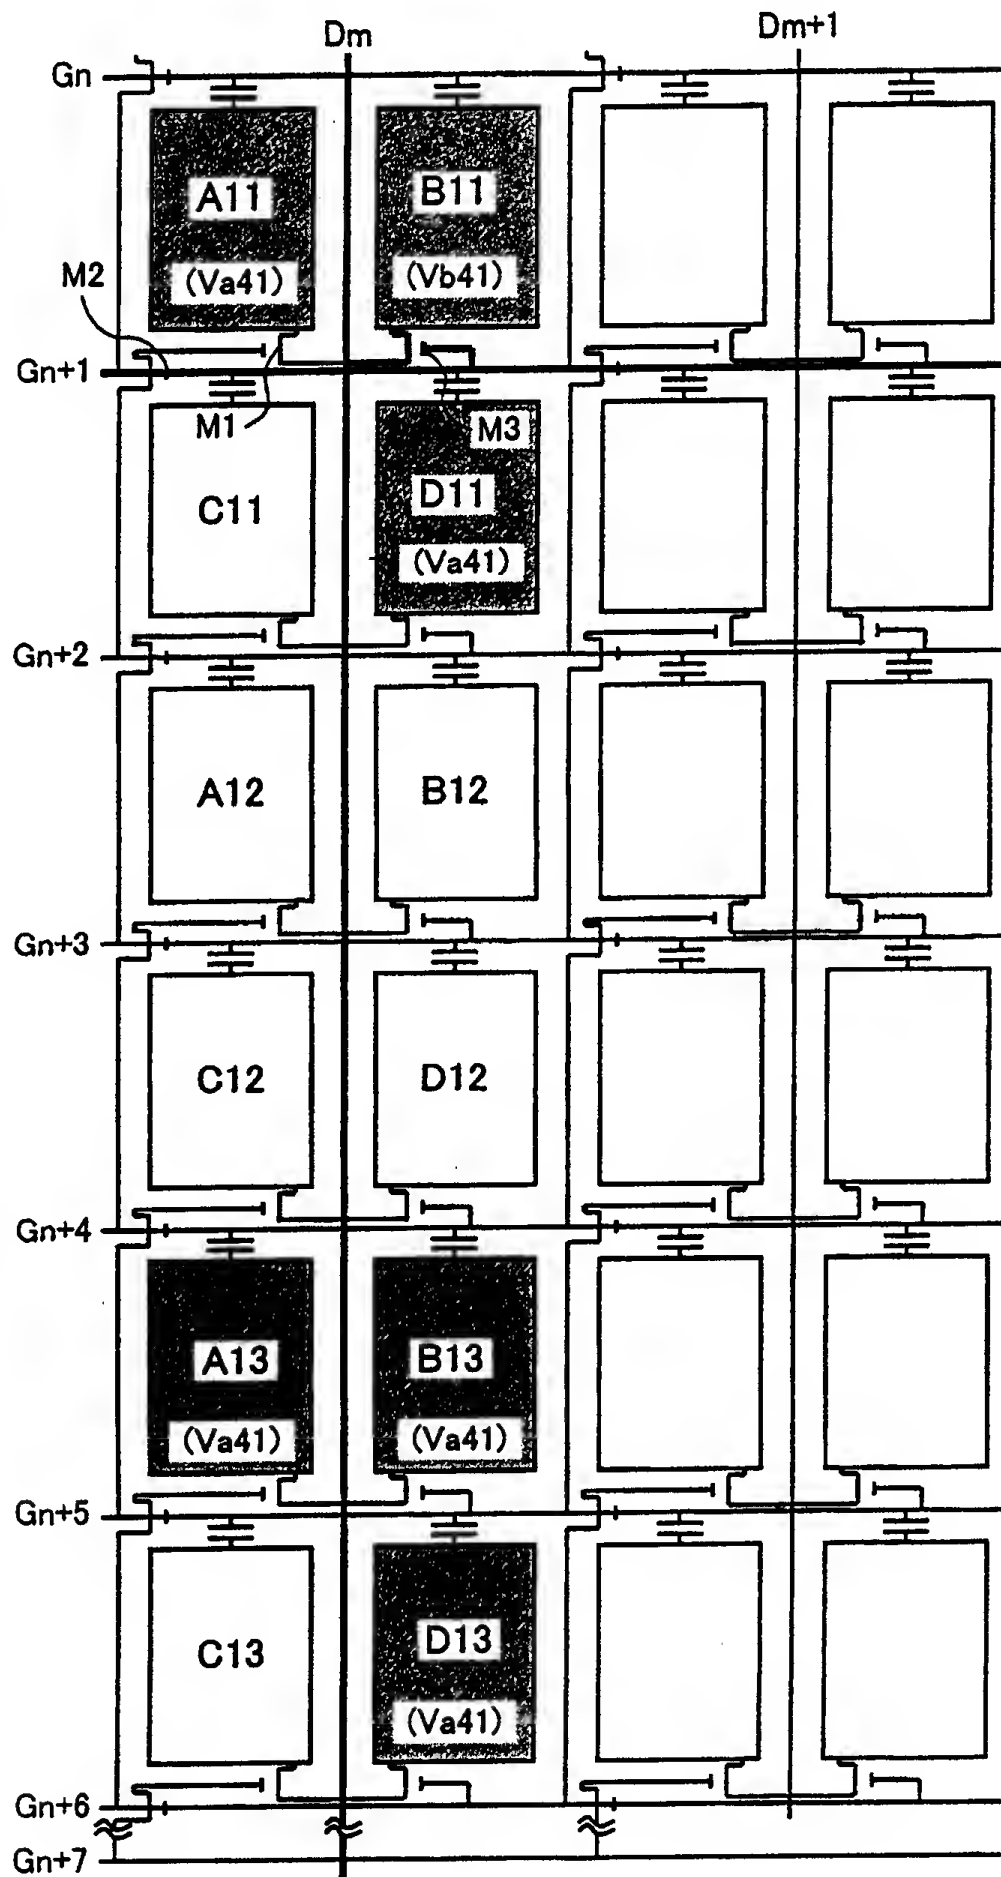 Dm Dm+1
Gn
A11 B11
(Va41) (Vb41)
M2
Gn+1
M1 M3
C11 D11
(Va41)
Gn+2
A12 B12
Gn+3
C12 D12
Gn+4
A13 B13
(Va41) (Va41)
Gn+5
C13 D13
(Va41)
Gn+6
Gn+7